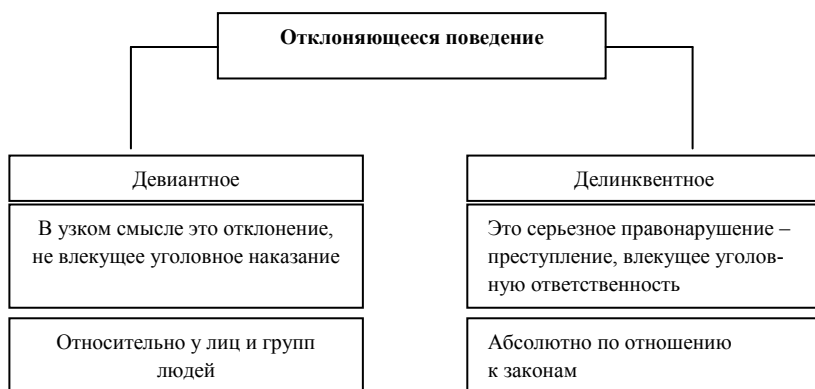 Отклоняющееся поведение
Девиантное
В узком смысле это отклонение,
не влекущее уголовное наказание
Относительно у лиц и групп
людей
Делинквентное
Это серьезное правонарушение –
преступление, влекущее уголов-
ную ответственность
Абсолютно по отношению
к законам